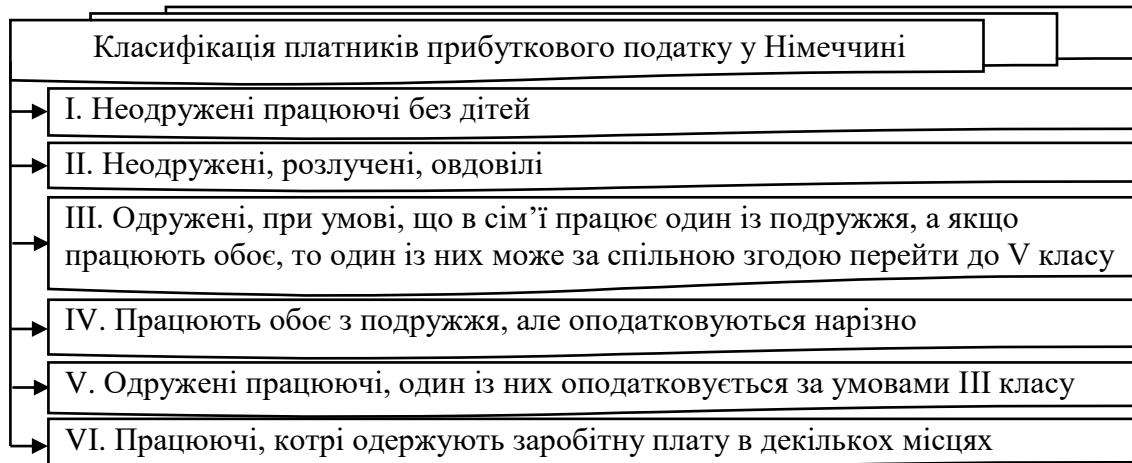 Класифікація платників прибуткового податку у Німеччині
I. Неодружені працюючі без дітей
II. Неодружені, розлучені, овдовілі
III. Одружені, при умові, що в сім’ї працює один із подружжя, а якщо
працюють обоє, то один із них може за спільною згодою перейти до V класу
IV. Працюють обоє з подружжя, але оподатковуються нарізно
V. Одружені працюючі, один із них оподатковується за умовами III класу
VI. Працюючі, котрі одержують заробітну плату в декількох місцях